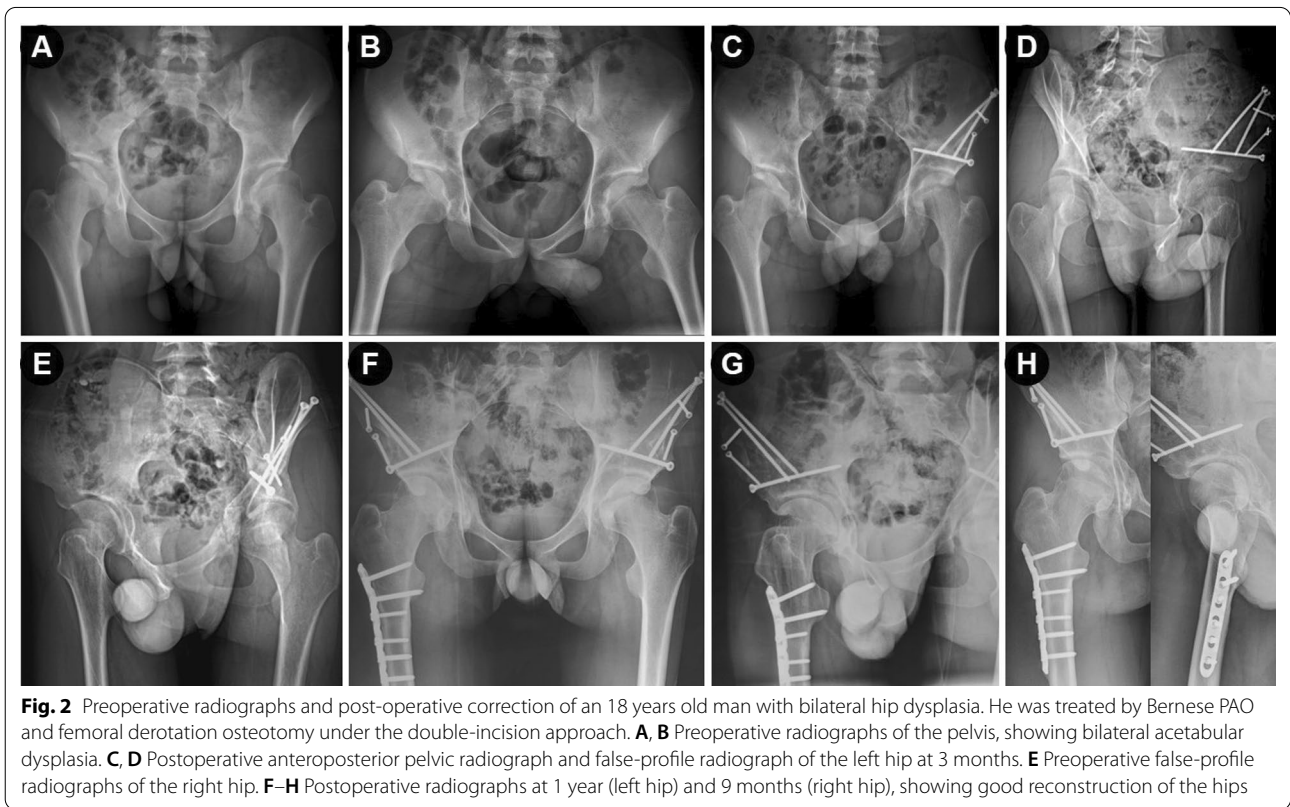 A
B
C
D
E
F
G
H
Fig. 2 Preoperative radiographs and post-operative correction of an 18 years old man with bilateral hip dysplasia. He was treated by Bernese PAO
and femoral derotation osteotomy under the double-incision approach. A, B Preoperative radiographs of the pelvis, showing bilateral acetabular
dysplasia. C, D Postoperative anteroposterior pelvic radiograph and false-profile radiograph of the left hip at 3 months. E Preoperative false-profile
radiographs of the right hip. F–H Postoperative radiographs at 1 year (left hip) and 9 months (right hip), showing good reconstruction of the hips